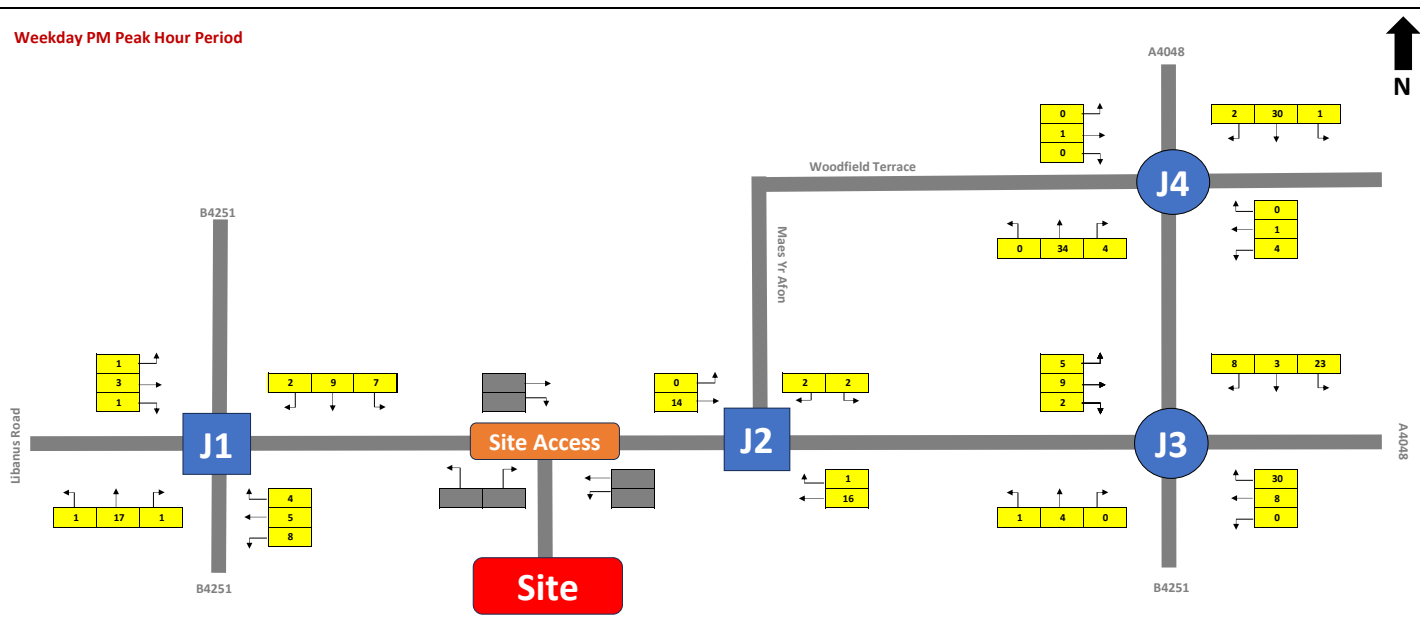 Weekday PM Peak Hour Period
N
A4048
0
1
0
2 30 1
Woodfield Terrace
J4
0 34 4
0
1
4
B4251
Maes Yr Afon
1
3
1
2 9 7
0
14
2 2
5
9
2
8 3 23
Libanus Road
J1
Site Access
J2
J3
A4048
1 17 1
4
5
8
1
16
1 4 0
30
8
0
B4251
Site
B4251